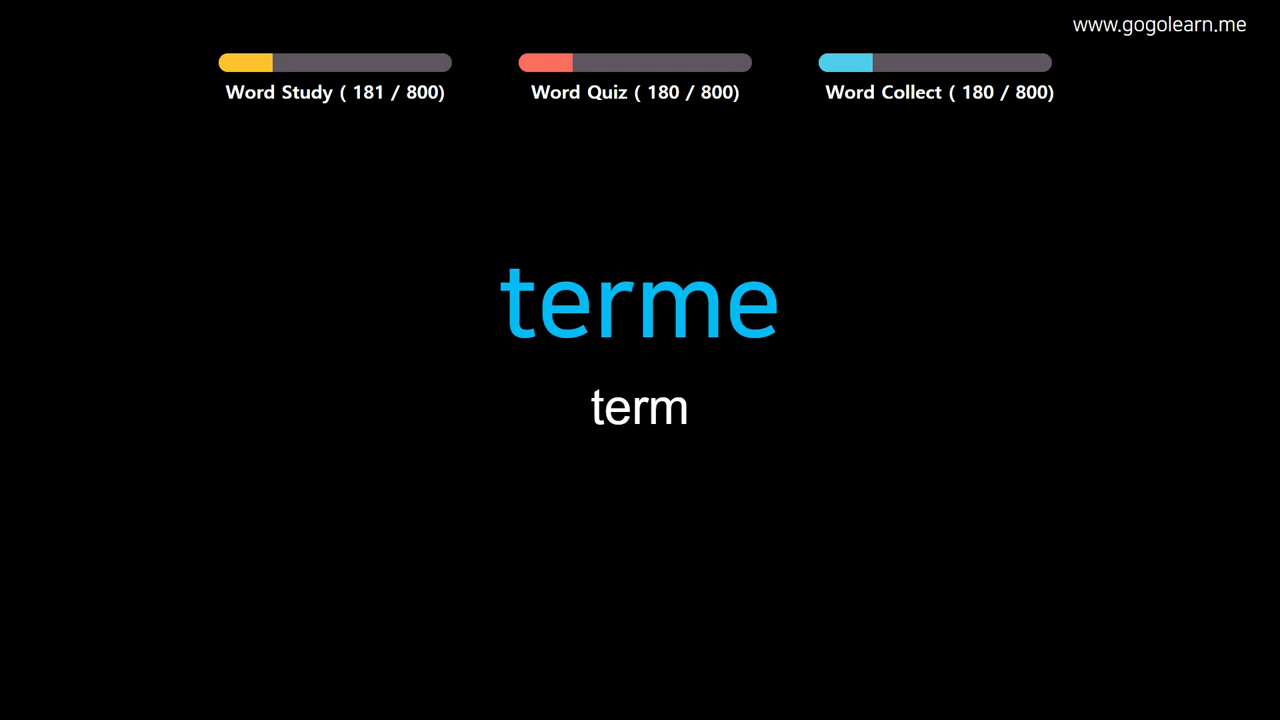 www.gogolearn.me
Word Study ( 181 / 800)
Word Quiz ( 180 / 800)
Word Collect ( 180 / 800)
terme
term